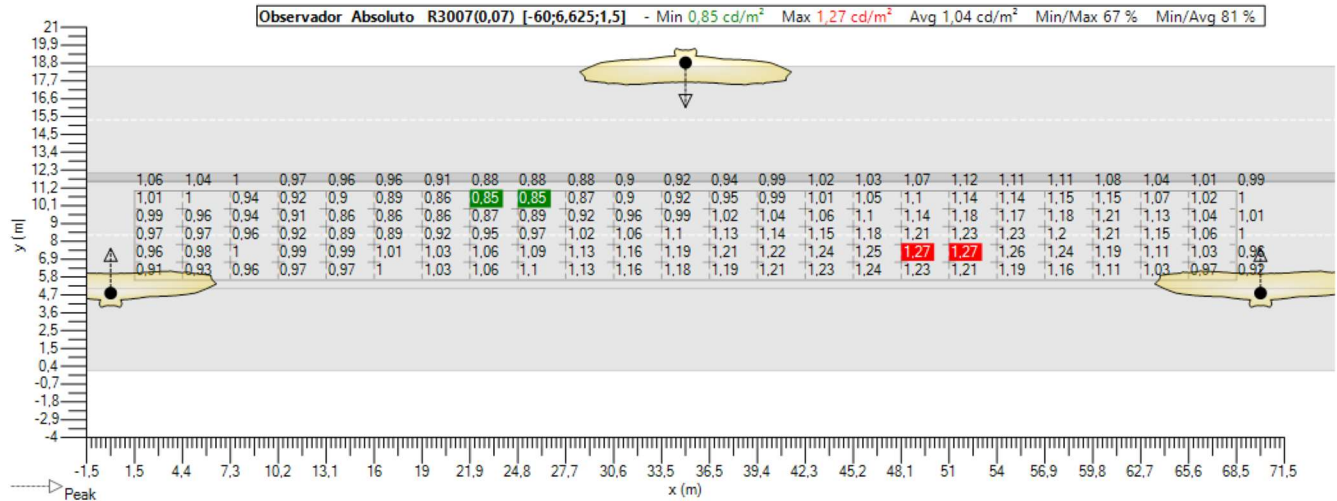 Observador Absoluto R3007(0,07) [-60;6,625;1,5] - Min 0,85 cd/m² Max 1,27 cd/m² Avg 1,04 cd/m² Min/Max 67 % Min/Avg 81 %
21
19,9
18,8
17,7
16,6
15,5
14,5
13,4
12,3
11,2
10,1
9
8
6,9
5,8
4,7
3,6
2,5
1,5
0,4
-0,7
-1,8
-2,9
-4
y (m)
1,06 1,04 1 0,97 0,96 0,96 0,91 0,88 0,88 0,88 0,9 0,92 0,94 0,99 1,02 1,03 1,07 1,12 1,11 1,11 1,08 1,04 1,01 0,99
1,01 1 0,94 0,92 0,9 0,89 0,86 0,85 0,85 0,87 0,9 0,92 0,95 0,99 1,01 1,05 1,1 1,14 1,14 1,15 1,15 1,07 1,02 1
0,99 0,96 0,94 0,91 0,86 0,86 0,86 0,87 0,89 0,92 0,96 0,99 1,02 1,04 1,06 1,1 1,14 1,18 1,17 1,18 1,21 1,13 1,04 1,01
0,97 0,97 0,96 0,92 0,89 0,89 0,92 0,95 0,97 1,02 1,06 1,1 1,13 1,14 1,15 1,18 1,21 1,23 1,23 1,2 1,21 1,15 1,06 1
0,96 0,98 1 0,99 0,99 1,01 1,03 1,06 1,09 1,13 1,16 1,19 1,21 1,22 1,24 1,25 1,27 1,27 1,26 1,24 1,19 1,11 1,03 0,96
0,91 0,93 0,96 0,97 0,97 1 1,03 1,06 1,1 1,13 1,16 1,18 1,19 1,21 1,23 1,24 1,23 1,21 1,19 1,16 1,11 1,03 0,97 0,92
-1,5 1,5 4,4 7,3 10,2 13,1 16 19 21,9 24,8 27,7 30,6 33,5 36,5 39,4 42,3 45,2 48,1 51 54 56,9 59,8 62,7 65,6 68,5 71,5
x (m)
Peak